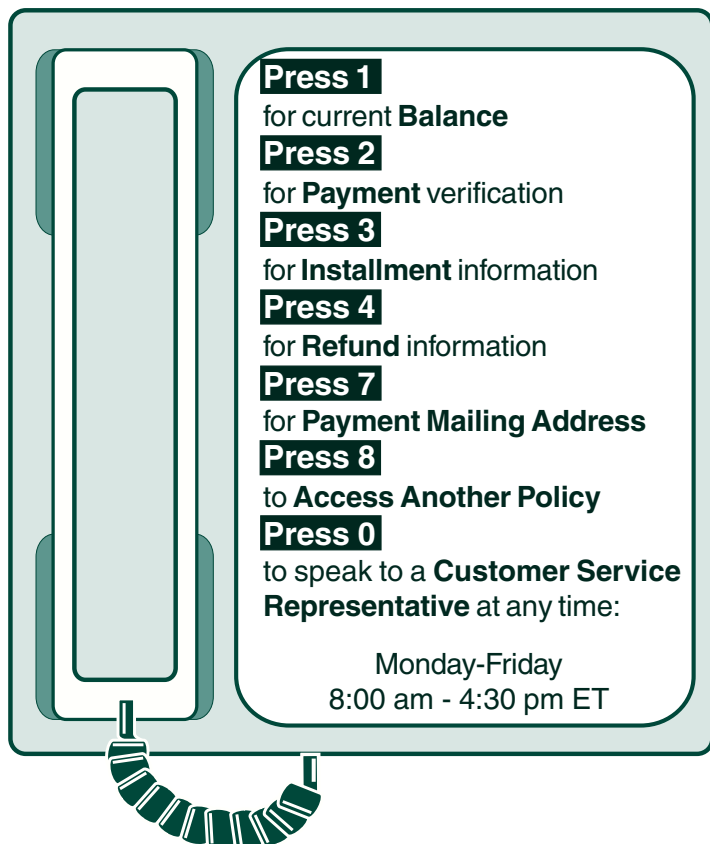 Press 1
for current Balance
Press 2
for Payment verification
Press 3
for Installment information
Press 4
for Refund information
Press 7
for Payment Mailing Address
Press 8
to Access Another Policy
Press 0
to speak to a Customer Service
Representative at any time:
Monday-Friday
8:00 am - 4:30 pm ET